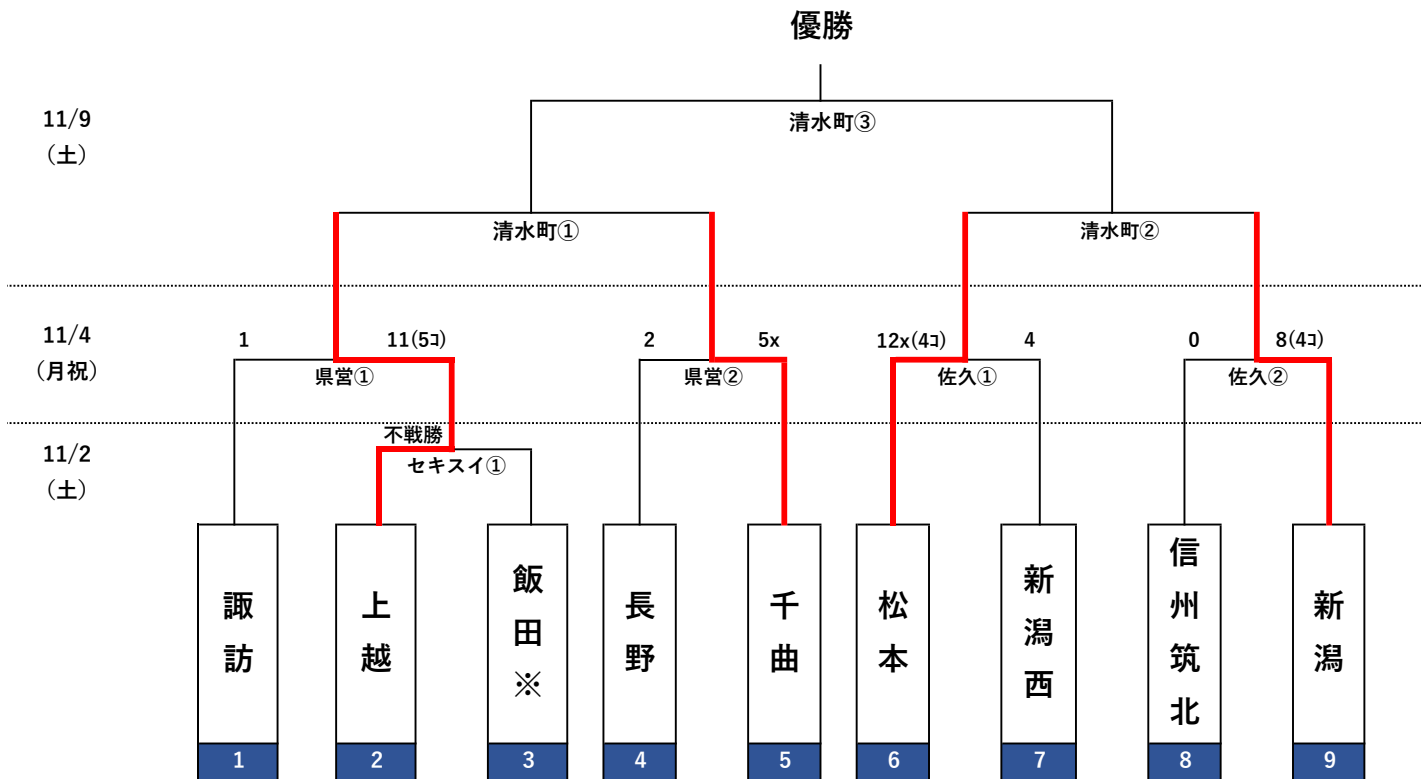 優勝
11/9
（土）
清水町③
清水町①
清水町②
11/4
（月祝）
1
11(5ｺ)
2
5x
12x(4ｺ)
4
0
8(4ｺ)
県営①
県営②
佐久①
佐久②
11/2
（土）
不戦勝
セキスイ①
諏訪
上越
飯田※
長野
千曲
松本
新潟西
信州筑北
新潟
1
2
3
4
5
6
7
8
9